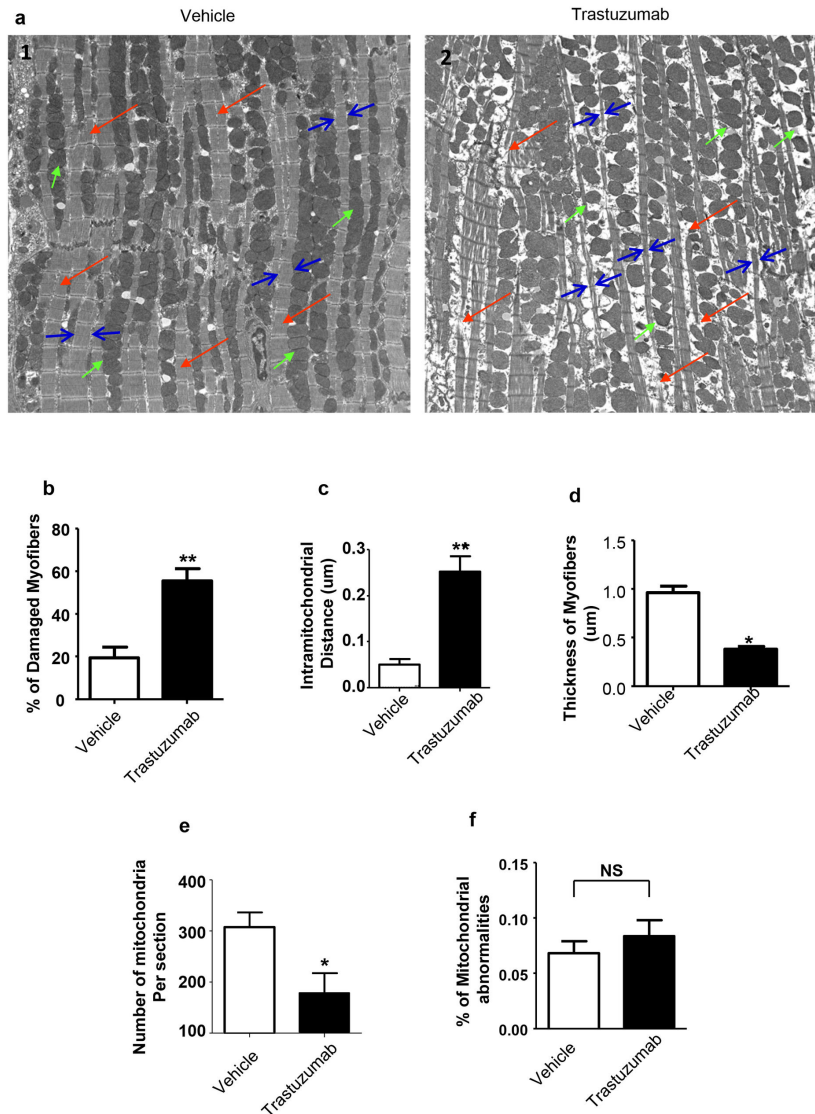 a
Vehicle
Trastuzumab
1
2
b
% of Damaged Myofibers
80
60
40
20
0
**
Vehicle
Trastuzumab
c
Intramitochondrial
Distance (um)
0.3
0.2
0.1
0.0
**
Vehicle
Trastuzumab
d
Thickness of Myofibers
(um)
1.5
1.0
0.5
0.0
*
Vehicle
Trastuzumab
e
Number of mitochondria
Per section
400
300
200
100
*
Vehicle
Trastuzumab
f
% of Mitochondrial
abnormalities
0.15
0.10
0.05
0.00
NS
Vehicle
Trastuzumab